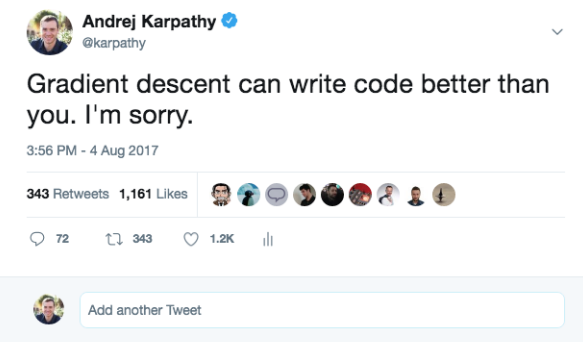 Andrej Karpathy
@karpathy
Gradient descent can write code better than
you. I'm sorry.
3:56 PM - 4 Aug 2017
343 Retweets 1,161 Likes
72 343 1.2K
Add another Tweet